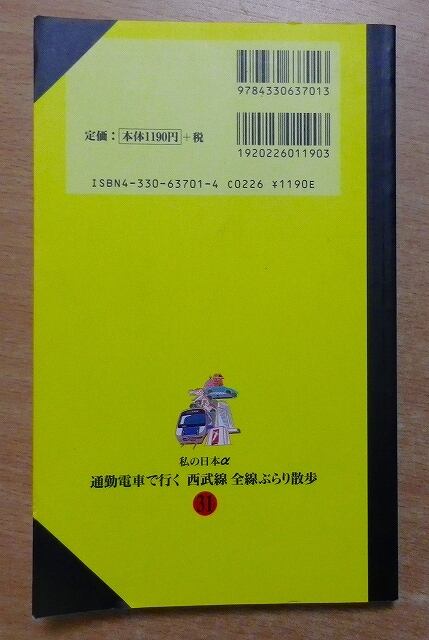 9784330637013
定価：本体1190円+税
1920226011903
ISBN4-330-63701-4 C0226 ¥1190E
私の日本α
通勤電車で行く 西武線 全線ぶらり散歩
31